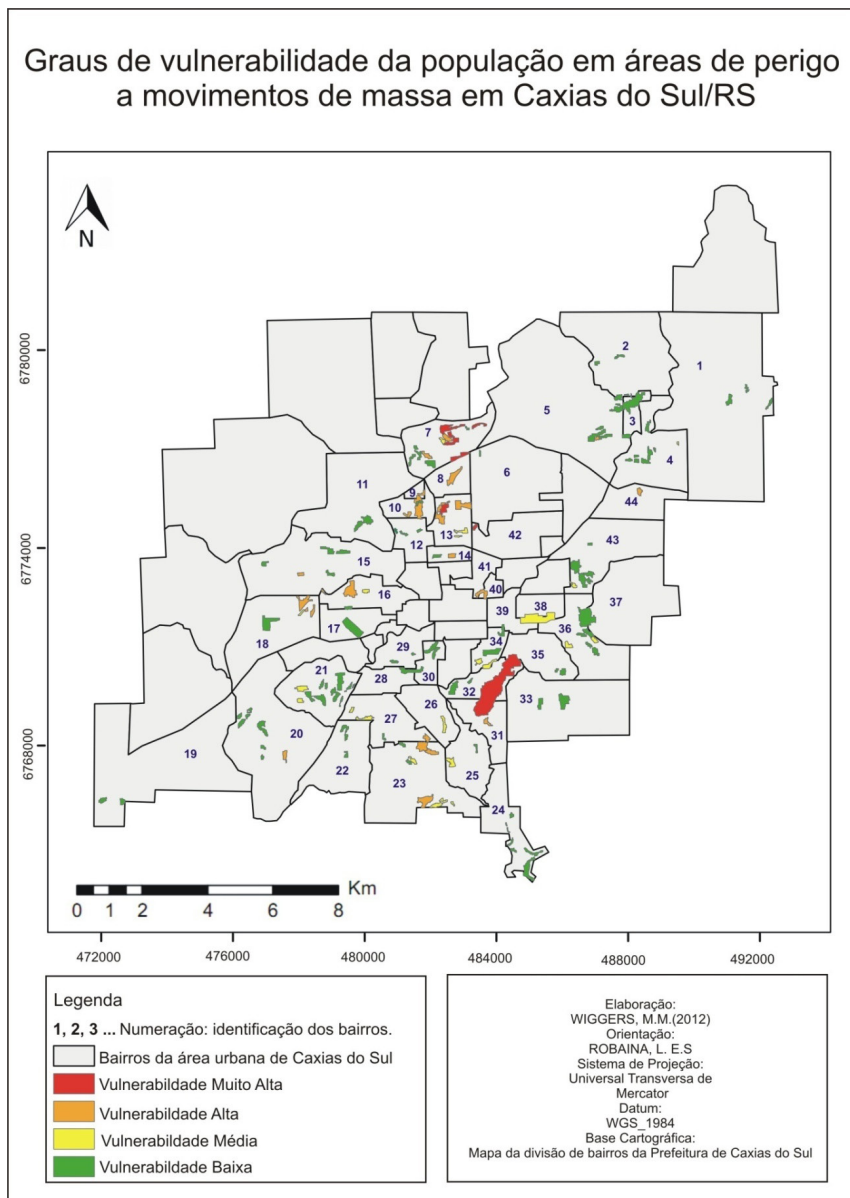 Graus de vulnerabilidade da população em áreas de perigo
a movimentos de massa em Caxias do Sul/RS
N
6780000
6774000
6768000
2
1
5
3
7
4
6
8
9
11
44
10
13
42
43
12
14
15
41
40
16
37
39
38
17
36
18
34
29
35
21
30
28
32
33
26
27
20
31
19
22
25
23
24
Km
0 1 2 4 6 8
472000 476000 480000 484000 488000 492000
Legenda
1, 2, 3 ... Numeração: identificação dos bairros.
Bairros da área urbana de Caxias do Sul
Vulnerabildade Muito Alta
Vulnerabildade Alta
Vulnerabildade Média
Vulnerabildade Baixa
Elaboração:
WIGGERS, M.M.(2012)
Orientação:
ROBAINA, L. E.S
Sistema de Projeção:
Universal Transversa de
Mercator
Datum:
WGS_1984
Base Cartográfica:
Mapa da divisão de bairros da Prefeitura de Caxias do Sul